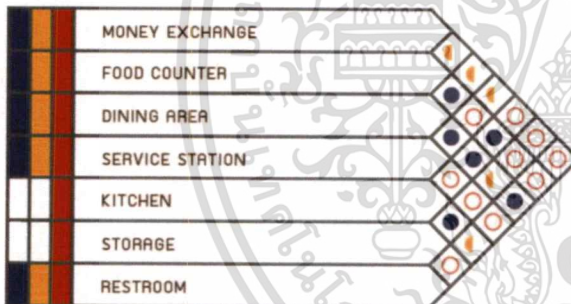 MONEY EXCHANGE
FOOD COUNTER
DINING AREA
SERVICE STATION
KITCHEN
STORAGE
RESTROOM